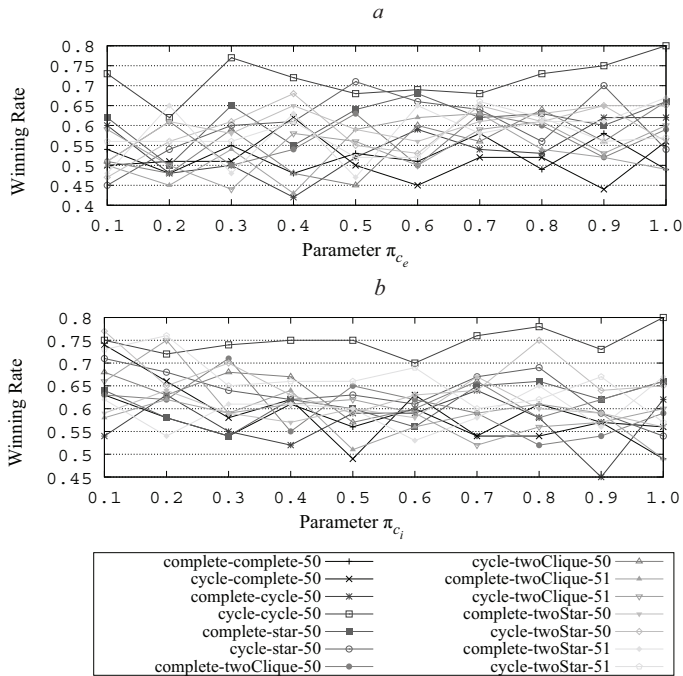 a
0.8
0.75
0.7
0.65
0.6
0.55
0.5
0.45
0.4
Winning Rate
0.1 0.2 0.3 0.4 0.5 0.6 0.7 0.8 0.9 1.0
Parameter π_{c_e}
b
0.8
0.75
0.7
0.65
0.6
0.55
0.5
0.45
Winning Rate
0.1 0.2 0.3 0.4 0.5 0.6 0.7 0.8 0.9 1.0
Parameter π_{c_i}
complete-complete-50
cycle-complete-50
complete-cycle-50
cycle-cycle-50
complete-star-50
cycle-star-50
complete-twoClique-50
cycle-twoClique-50
complete-twoClique-51
cycle-twoClique-51
complete-twoStar-50
cycle-twoStar-50
complete-twoStar-51
cycle-twoStar-51